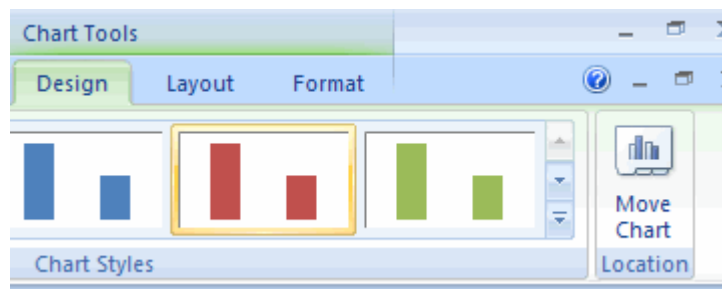 Chart Tools
Design Layout Format
Move
Chart
Chart Styles
Location